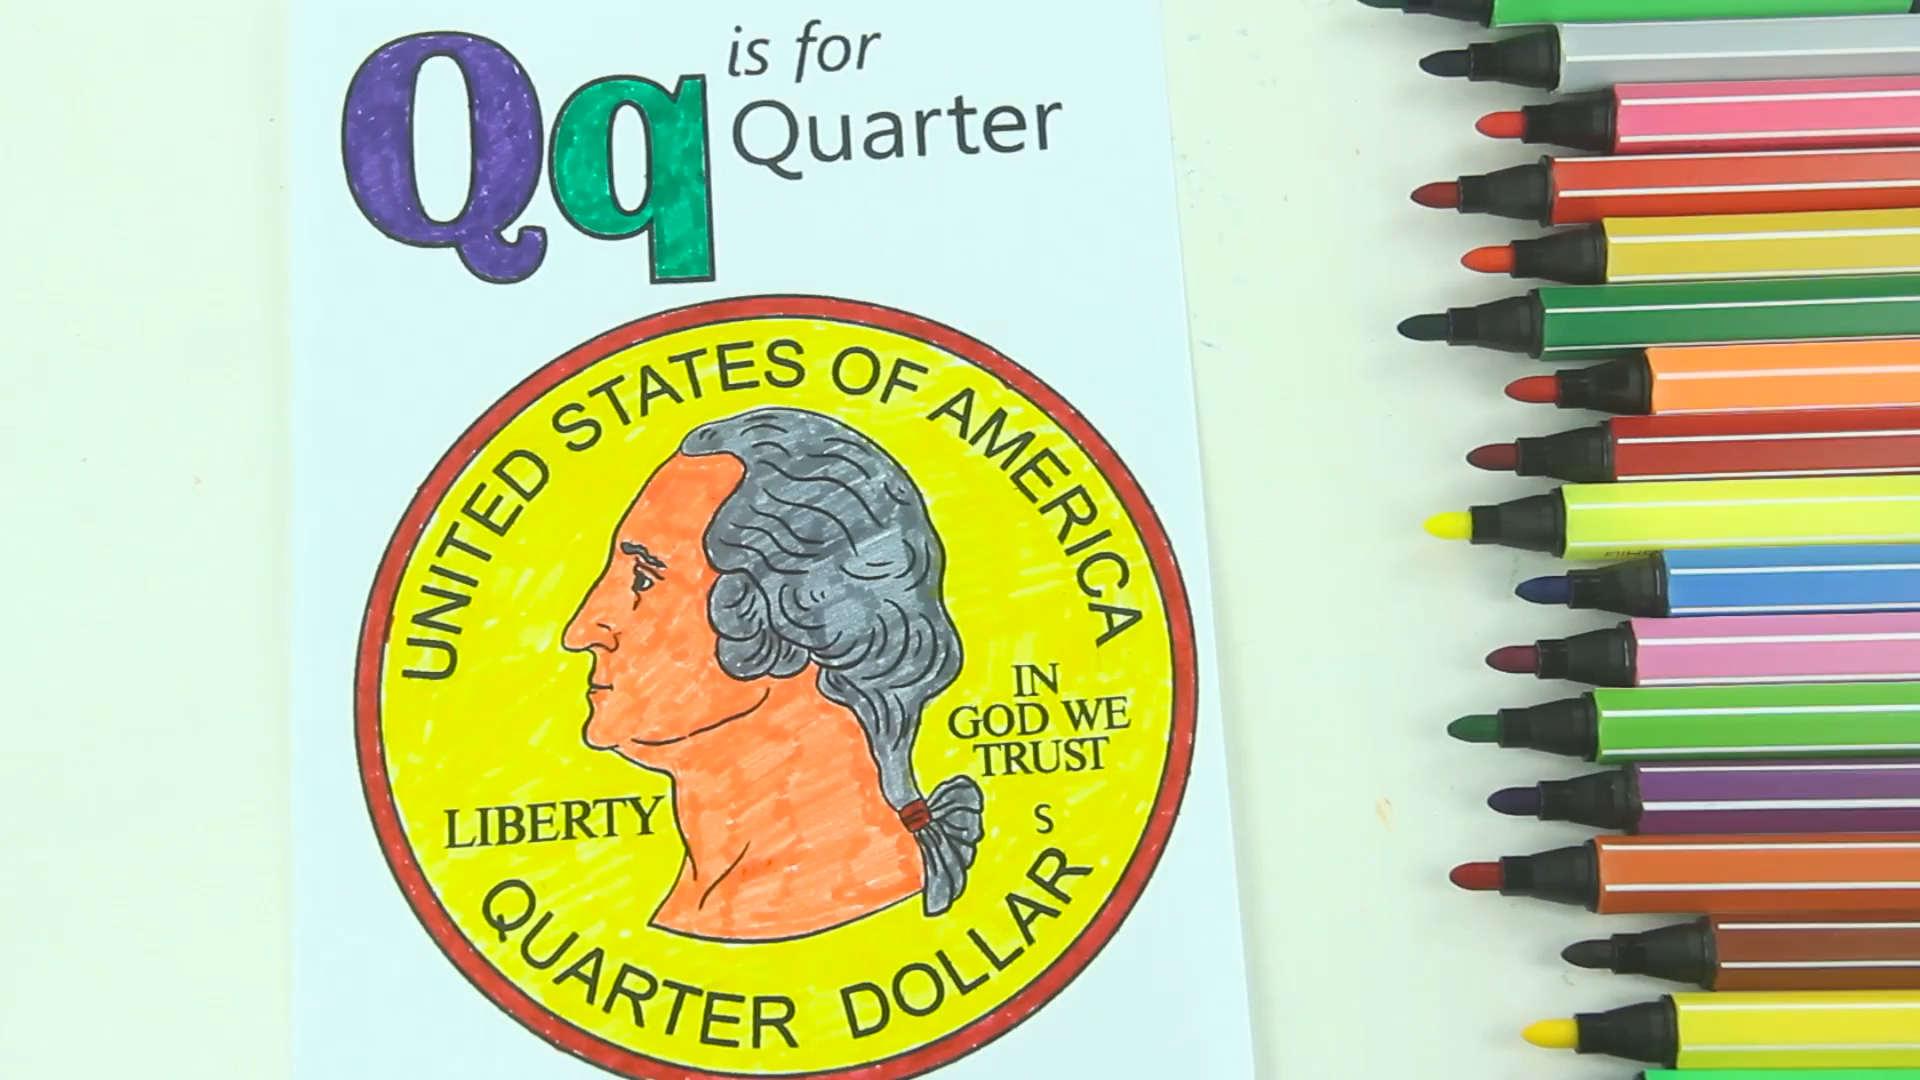 Qq is for
Quarter
UNITED STATES OF AMERICA
IN
GOD WE
TRUST
LIBERTY
S
QUARTER DOLLAR